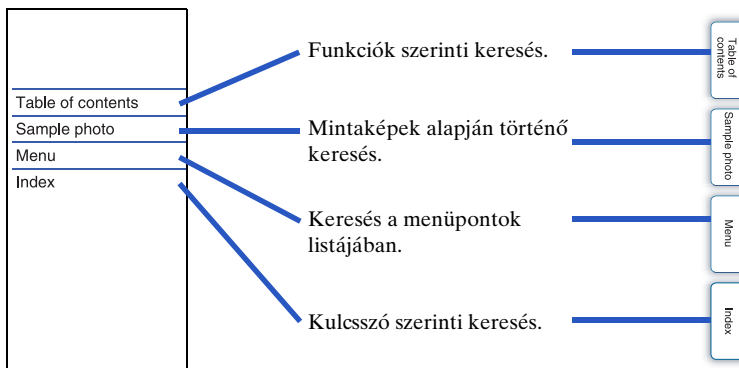 Table of contents
Sample photo
Menu
Index
Funkciók szerinti keresés.
Mintaképek alapján történő
keresés.
Keresés a menüpontok
listájában.
Kulcsszó szerinti keresés.
Table of
contents
Sample photo
Menu
Index